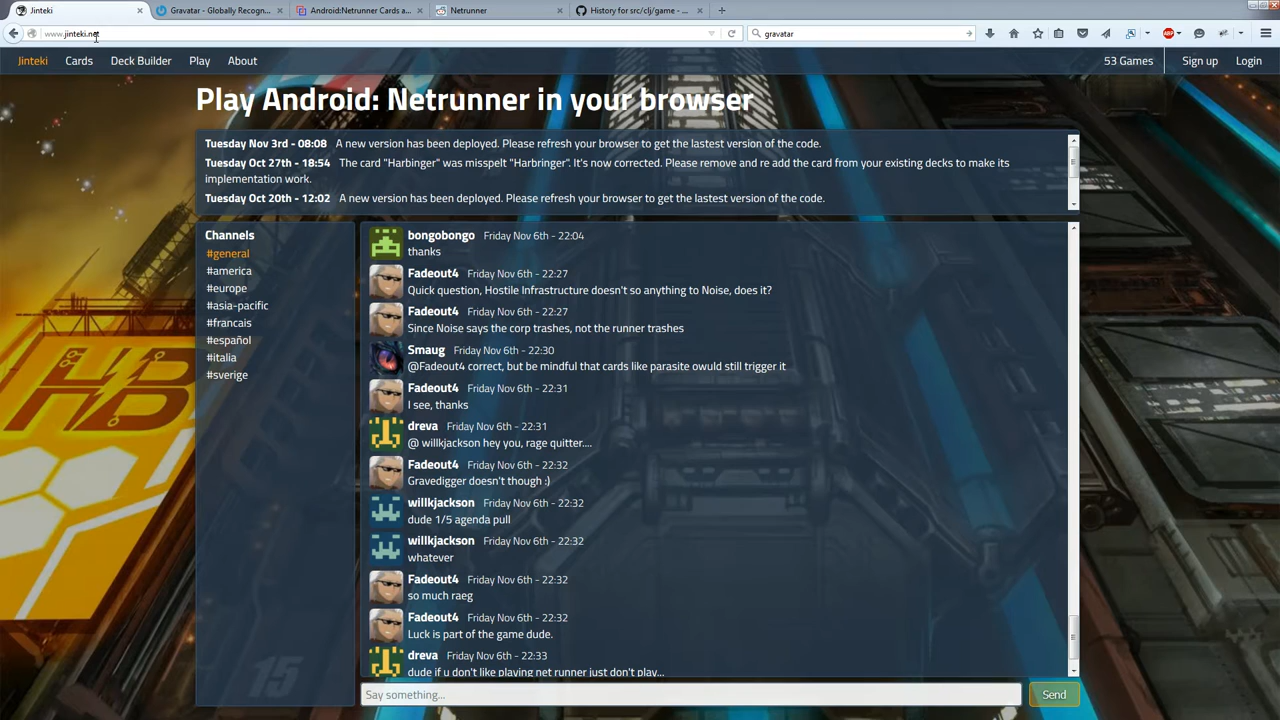 Jinteki
Gravatar - Globally Recogn...
Android:Netrunner Cards a...
Netrunner
History for src/clj/game - ...
www.jinteki.net
gravatar
ABP
Jinteki Cards Deck Builder Play About
53 Games Sign up Login
Play Android: Netrunner in your browser
Tuesday Nov 3rd - 08:08 A new version has been deployed. Please refresh your browser to get the lastest version of the code.
Tuesday Oct 27th - 18:54 The card "Harbinger" was misspelt "Harbringer". It's now corrected. Please remove and re add the card from your existing decks to make its
implementation work.
Tuesday Oct 20th - 12:02 A new version has been deployed. Please refresh your browser to get the lastest version of the code.
Channels
#general
#america
#europe
#asia-pacific
#francais
#español
#italia
#sverige
bongobongo Friday Nov 6th - 22:04
thanks
Fadeout4 Friday Nov 6th - 22:27
Quick question, Hostile Infrastructure doesn't so anything to Noise, does it?
Fadeout4 Friday Nov 6th - 22:27
Since Noise says the corp trashes, not the runner trashes
Smaug Friday Nov 6th - 22:30
@Fadeout4 correct, but be mindful that cards like parasite owuld still trigger it
Fadeout4 Friday Nov 6th - 22:31
I see, thanks
dreva Friday Nov 6th - 22:31
@ willkjackson hey you, rage quitter....
Fadeout4 Friday Nov 6th - 22:32
Gravedigger doesn't though :)
willkjackson Friday Nov 6th - 22:32
dude 1/5 agenda pull
willkjackson Friday Nov 6th - 22:32
whatever
Fadeout4 Friday Nov 6th - 22:32
so much raeg
Fadeout4 Friday Nov 6th - 22:32
Luck is part of the game dude.
dreva Friday Nov 6th - 22:33
dude if u don't like playing net runner just don't play...
Say something...
Send
15